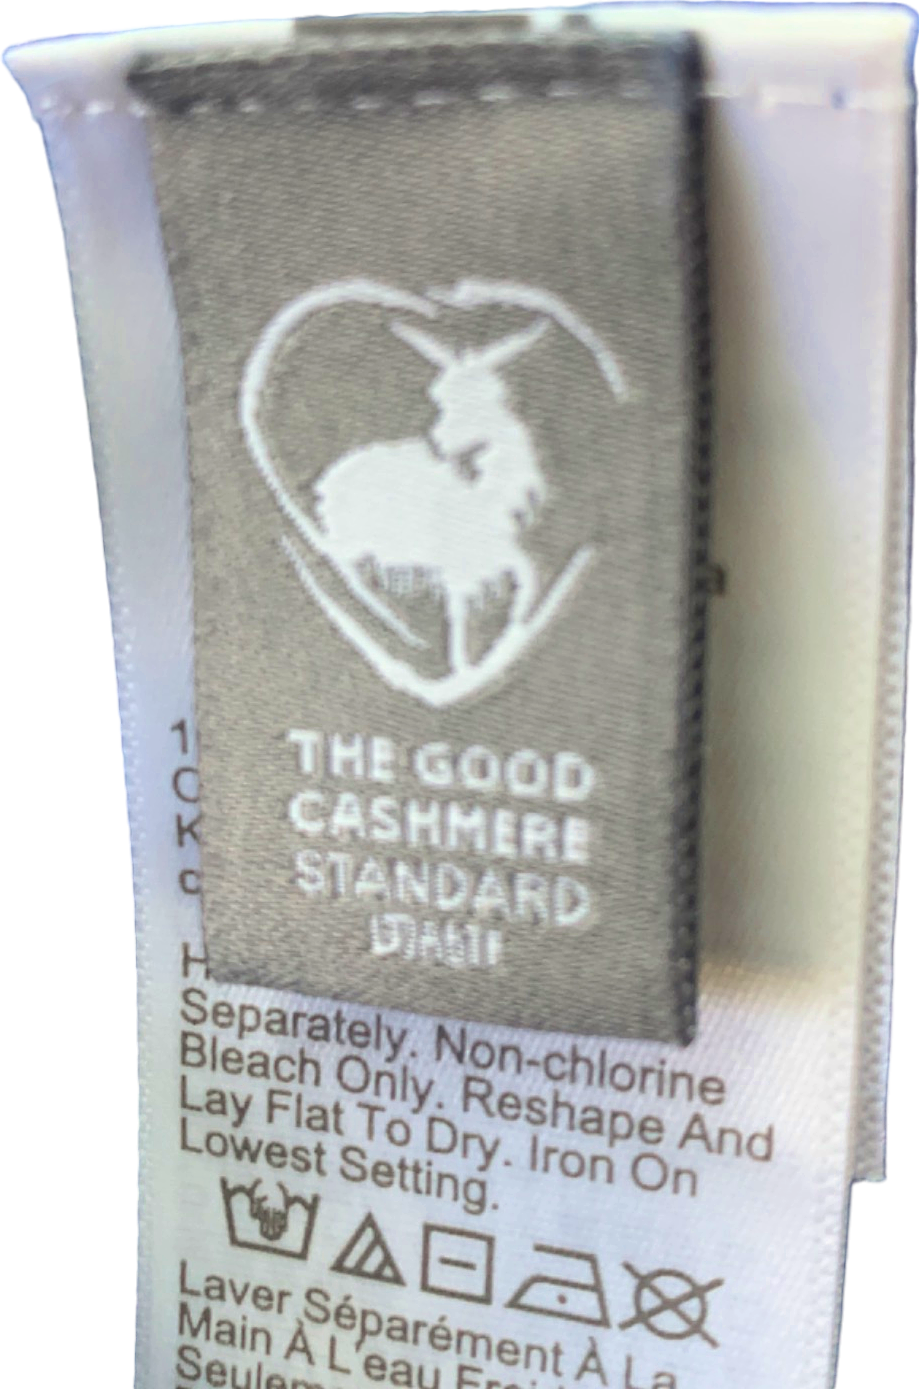 THE GOOD
CASHMERE
STANDARD
1
K
H
Separately. Non-chlorine
Bleach Only. Reshape And
Lay Flat To Dry. Iron On
Lowest Setting.
Laver Séparément À La
Main À L'eau